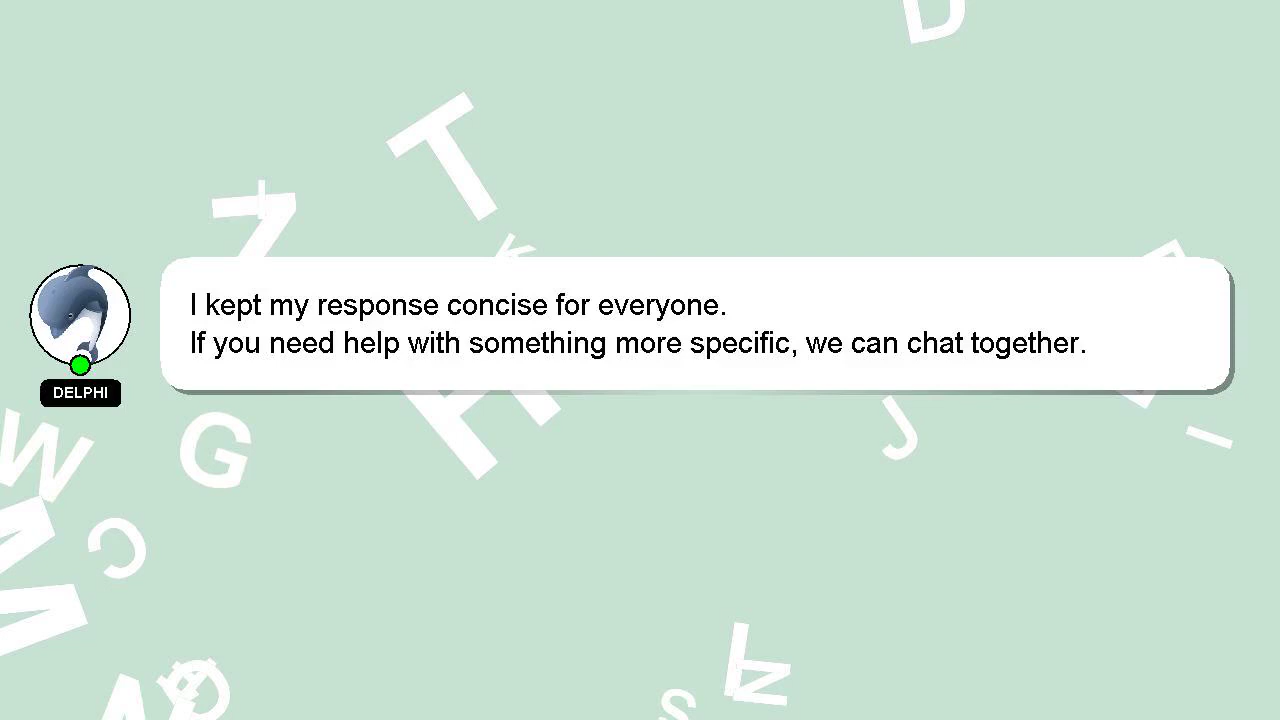 I kept my response concise for everyone.
If you need help with something more specific, we can chat together.
DELPHI